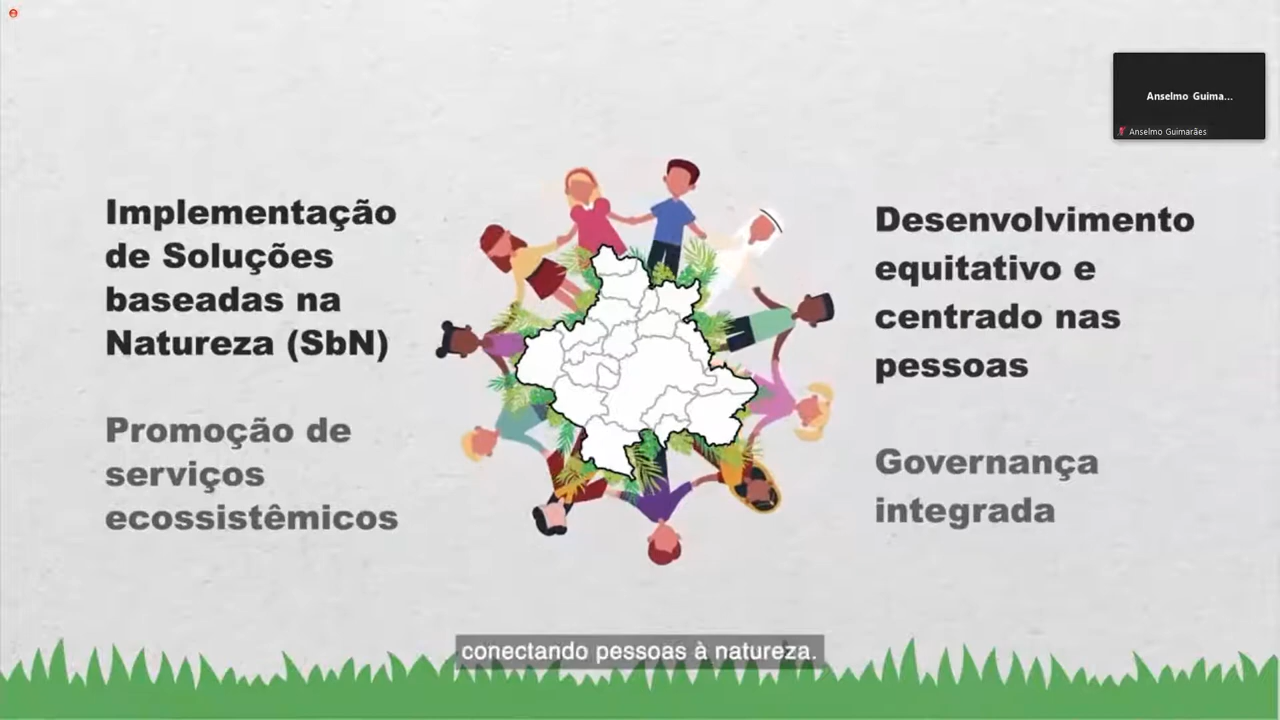 Anselmo Guima...
Anselmo Guimarães
Implementação
de Soluções
baseadas na
Natureza (SbN)
Promoção de
serviços
ecossistêmicos
Desenvolvimento
equitativo e
centrado nas
pessoas
Governança
integrada
conectando pessoas à natureza.